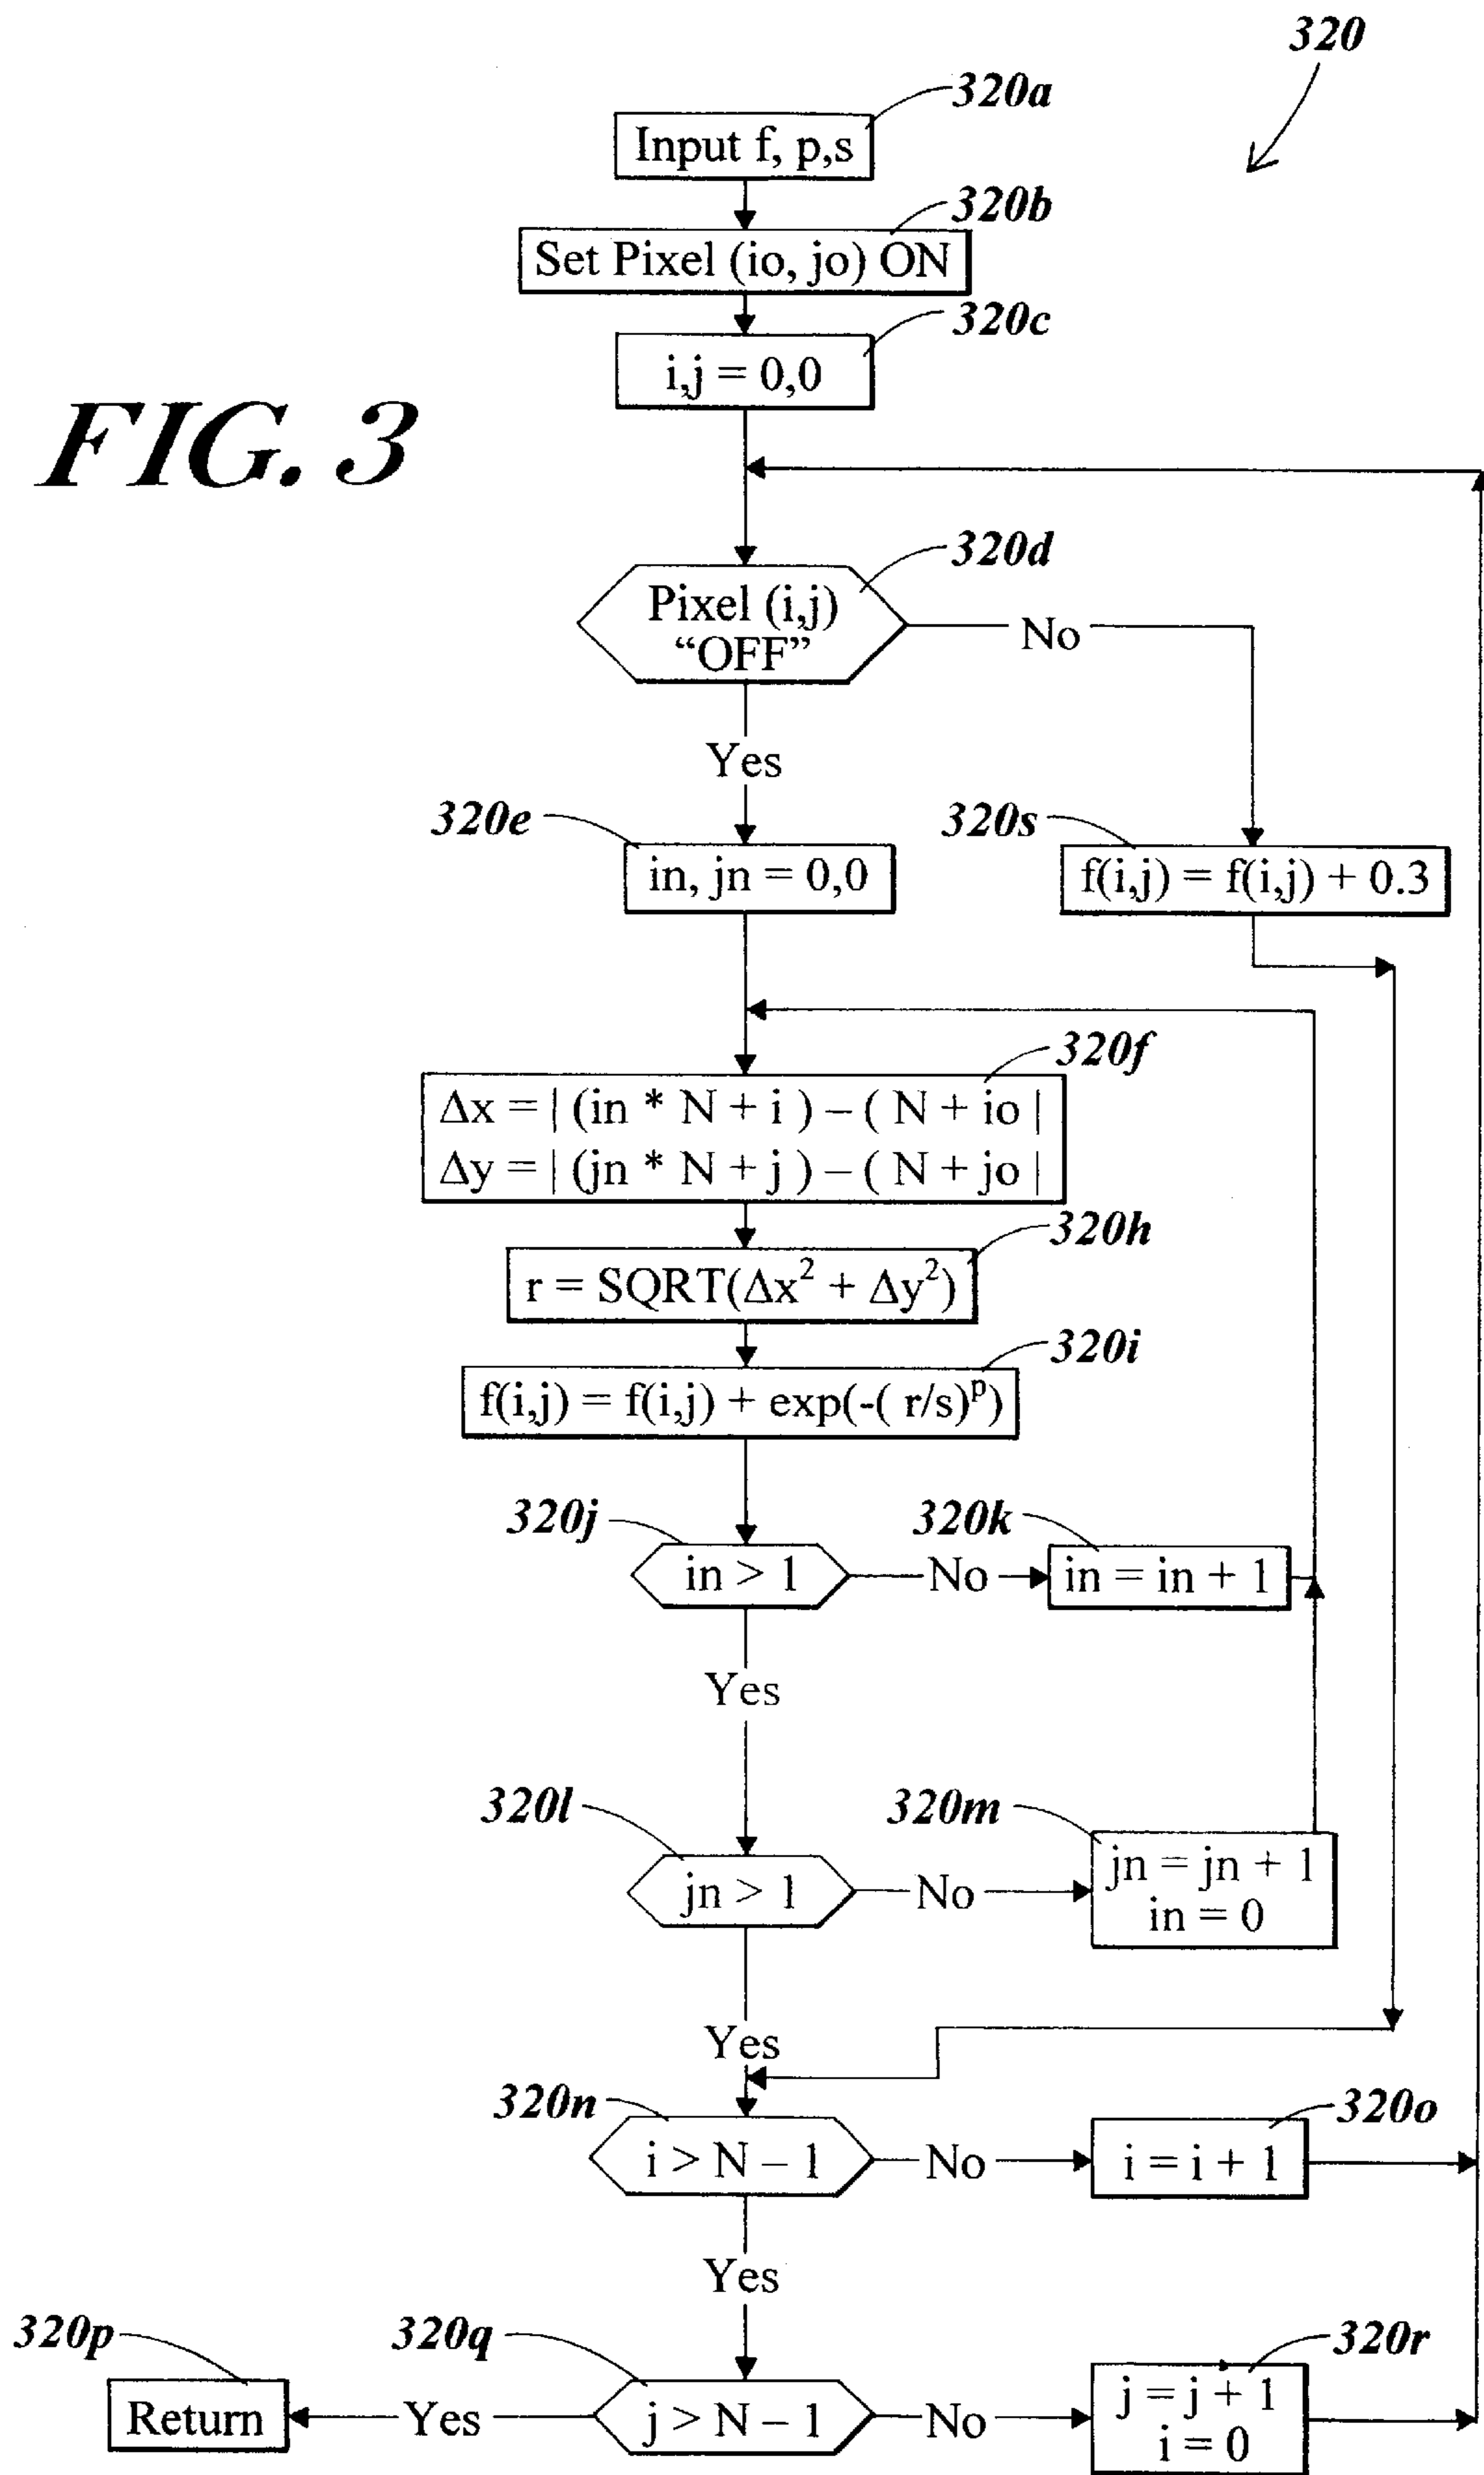 320
320a
Input f, p,s
320b
Set Pixel (io, jo) ON
320c
i,j = 0,0
FIG. 3
320d
Pixel (i,j)
“OFF”
No
Yes
320e
in, jn = 0,0
320s
f(i,j) = f(i,j) + 0.3
320f
Δx = | (in * N + i ) – ( N + io |
Δy = | (jn * N + j ) – ( N + jo |
320h
r = SQRT(Δx² + Δy²)
320i
f(i,j) = f(i,j) + exp(-( r/s)ᵖ)
320j
in > 1
No
320k
in = in + 1
Yes
320l
jn > 1
No
320m
jn = jn + 1
in = 0
Yes
320n
i > N – 1
No
320o
i = i + 1
Yes
320p
Return
Yes
320q
j > N – 1
No
320r
j = j + 1
i = 0